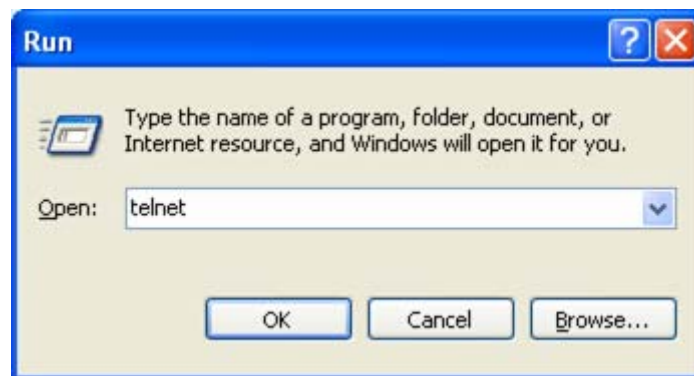 Run
Type the name of a program, folder, document, or
Internet resource, and Windows will open it for you.
Open: telnet
OK Cancel Browse...